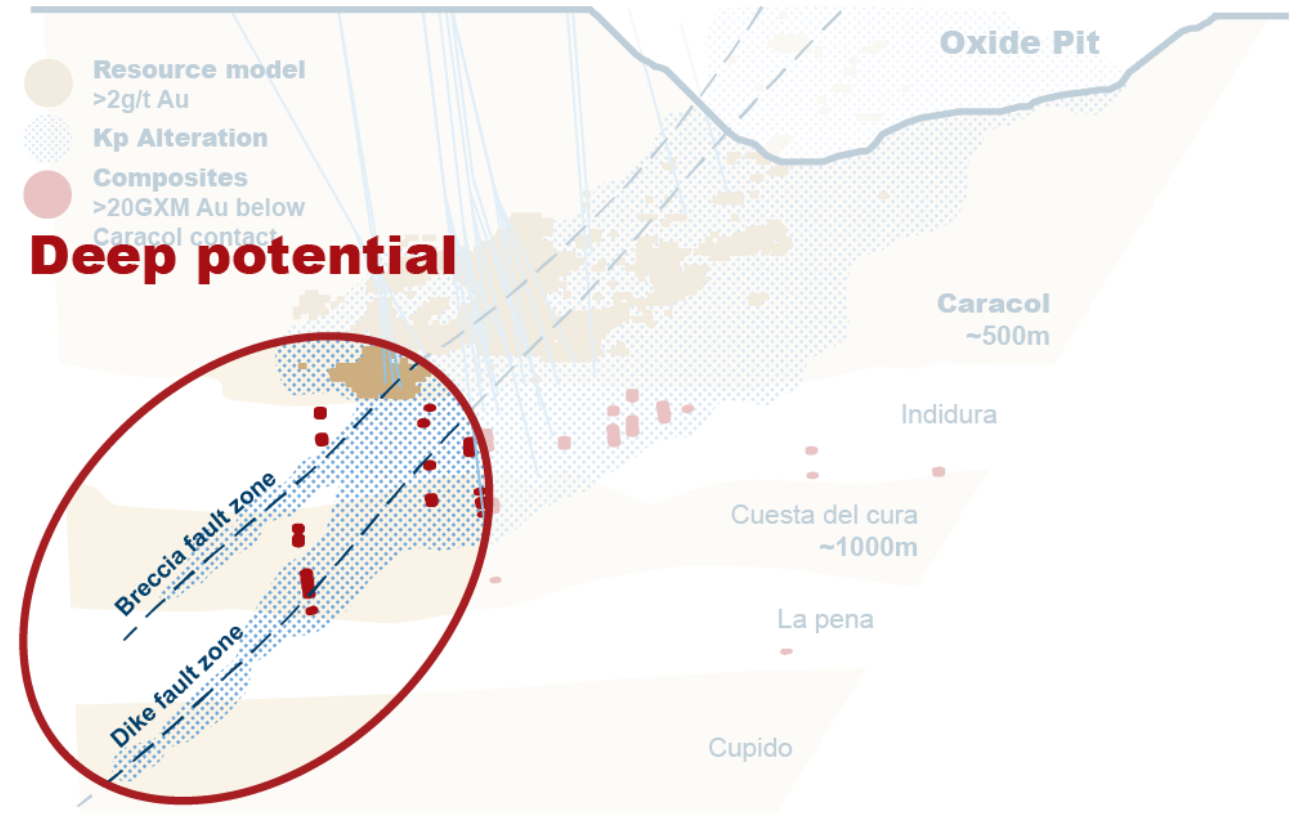 Oxide Pit
Resource model
>2g/t Au
Kp Alteration
Composites
>20GXM Au below
Caracol contact
Deep potential
Caracol
~500m
Indidura
Breccia fault zone
Cuesta del cura
~1000m
La pena
Dike fault zone
Cupido